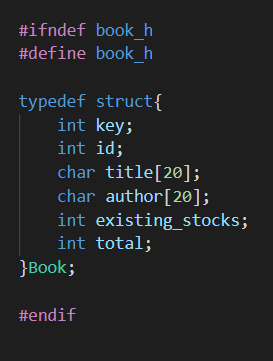 #ifndef book_h
#define book_h
typedef struct{
int key;
int id;
char title[20];
char author[20];
int existing_stocks;
int total;
}Book;
#endif